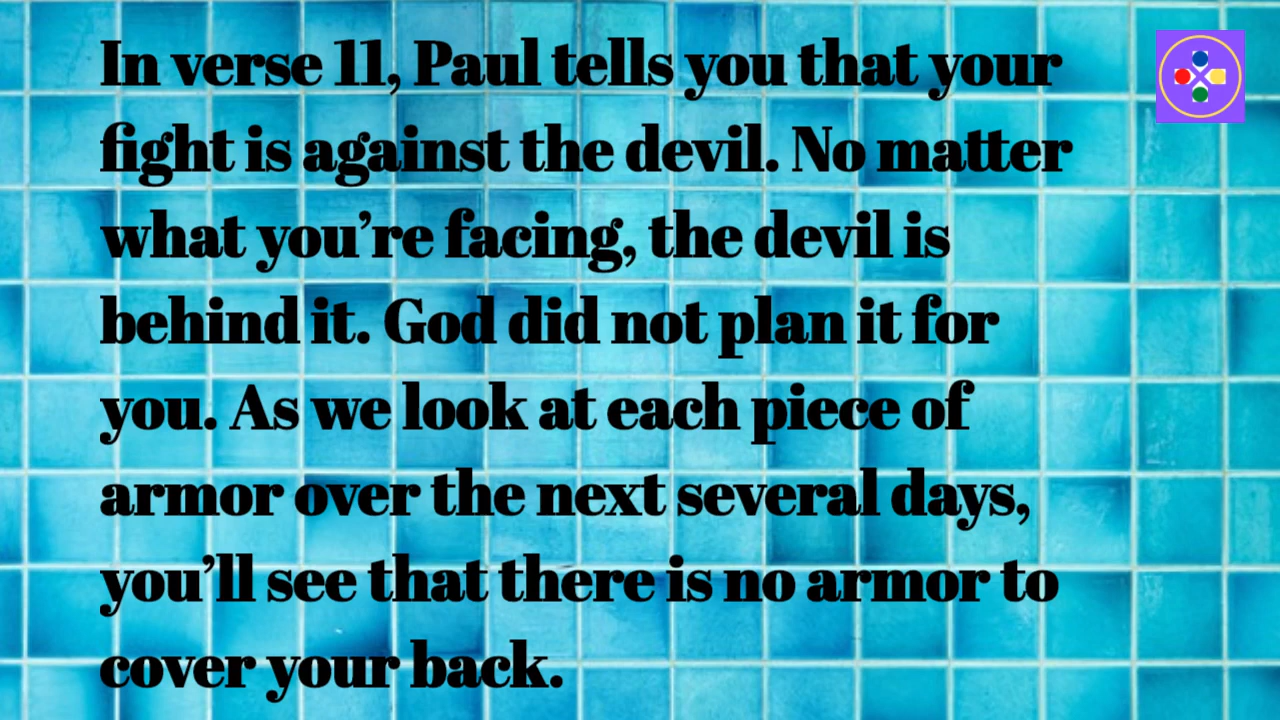 In verse 11, Paul tells you that your
fight is against the devil. No matter
what you’re facing, the devil is
behind it. God did not plan it for
you. As we look at each piece of
armor over the next several days,
you’ll see that there is no armor to
cover your back.